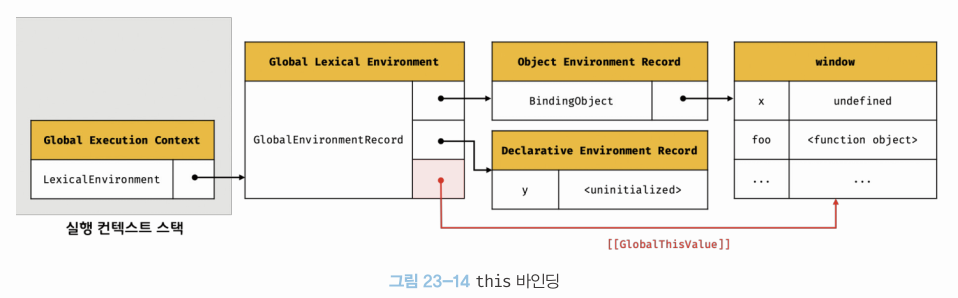 Global Execution Context
LexicalEnvironment
실행 컨텍스트 스택
Global Lexical Environment
GlobalEnvironmentRecord
Object Environment Record
BindingObject
Declarative Environment Record
y <uninitialized>
window
x undefined
foo <function object>
... ...
[[GlobalThisValue]]
그림 23-14 this 바인딩